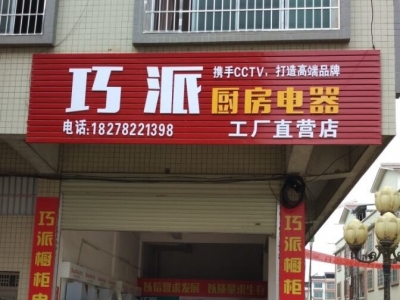 携手CCTV，打造高端品牌
巧派 厨房电器
电话:18278221398 工厂直营店
巧派橱柜电
巧派橱柜